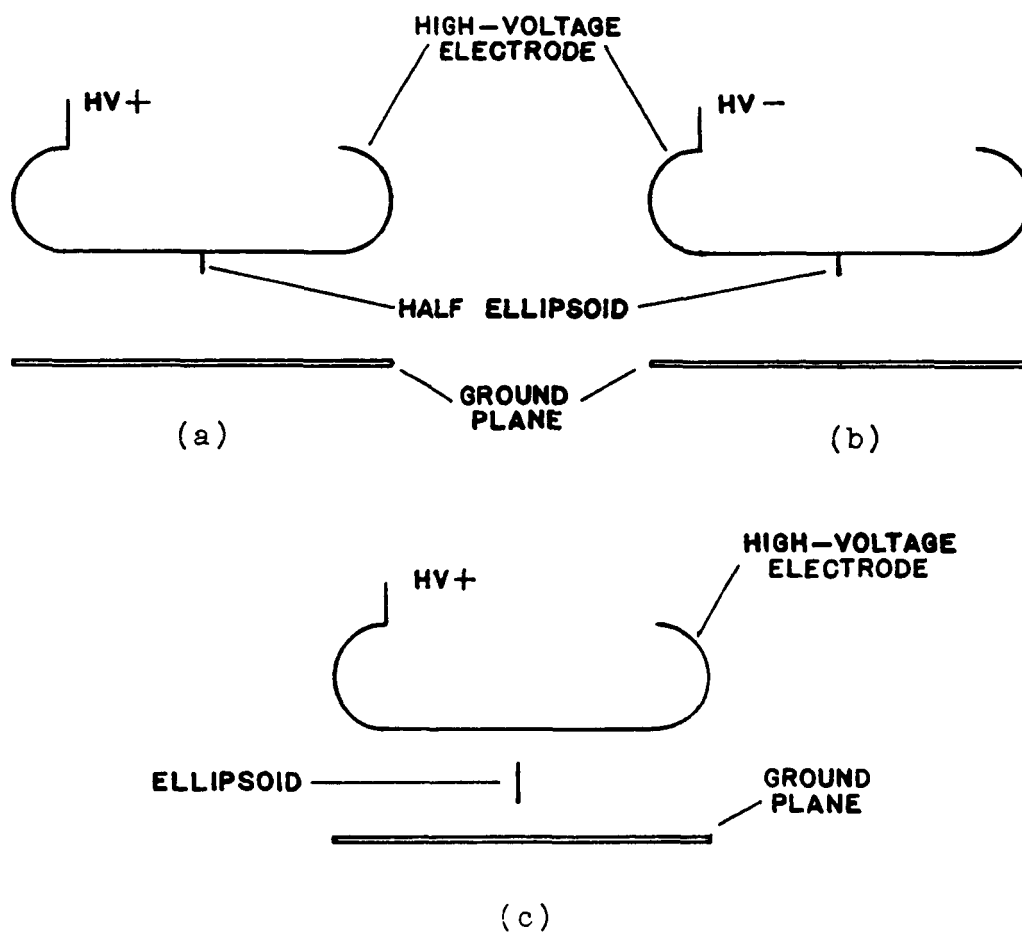 HIGH-VOLTAGE
ELECTRODE
HV+
HV-
HALF ELLIPSOID
GROUND
PLANE
(a)
(b)
HIGH-VOLTAGE
ELECTRODE
HV+
ELLIPSOID
GROUND
PLANE
(c)